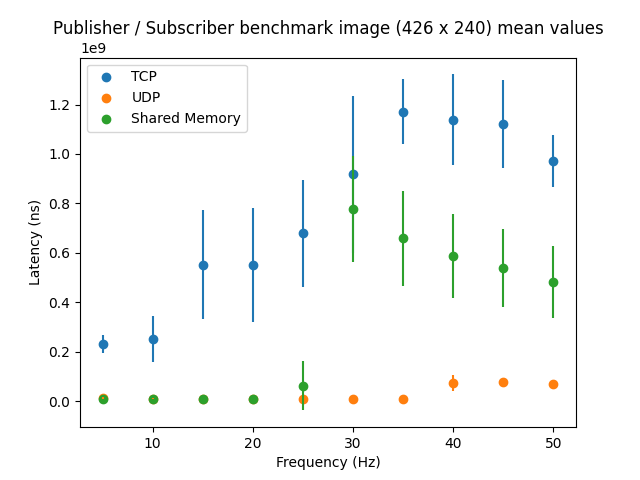 Publisher / Subscriber benchmark image (426 x 240) mean values
1e9
TCP
UDP
Shared Memory
1.2
1.0
0.8
0.6
0.4
0.2
0.0
Latency (ns)
10 20 30 40 50
Frequency (Hz)